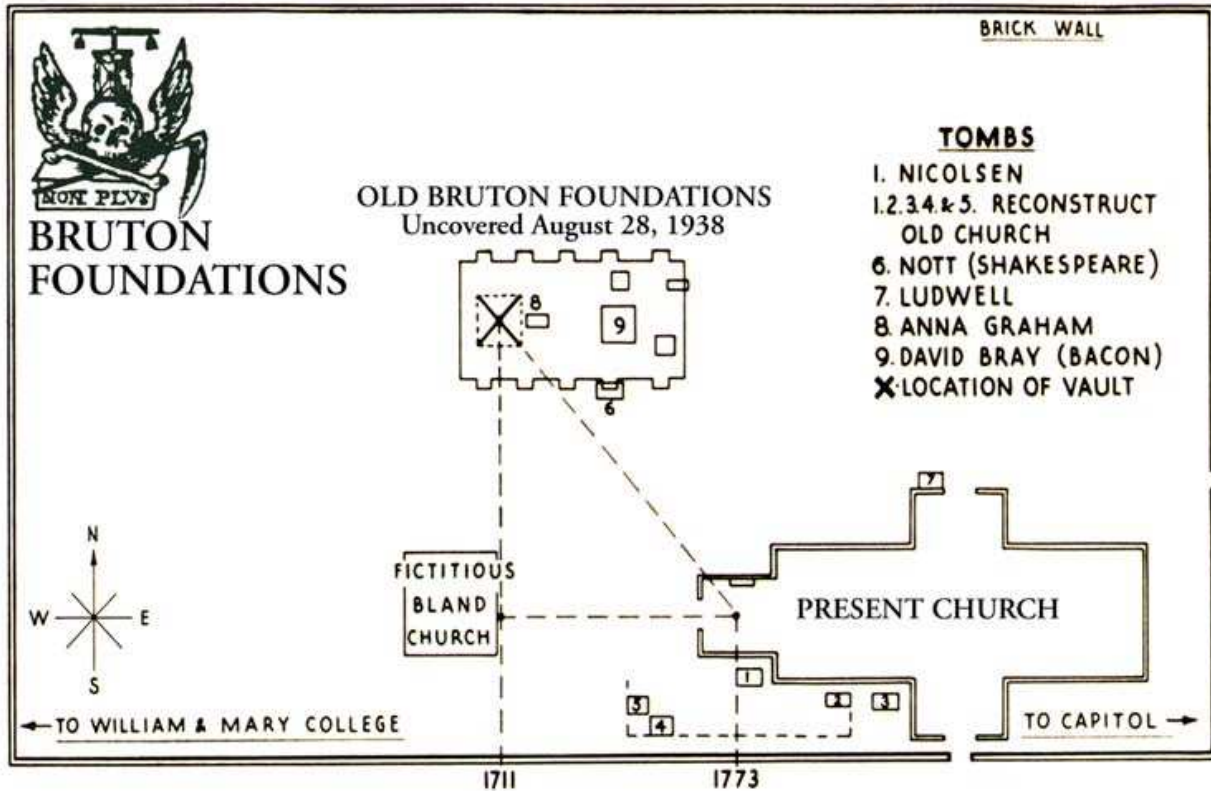 BRICK WALL
NON PLVS
BRUTON
FOUNDATIONS
OLD BRUTON FOUNDATIONS
Uncovered August 28, 1938
TOMBS
1. NICOLSEN
1.2.3.4.&5. RECONSTRUCT
OLD CHURCH
6. NOTT (SHAKESPEARE)
7. LUDWELL
8. ANNA GRAHAM
9. DAVID BRAY (BACON)
X-LOCATION OF VAULT
8
9
6
7
N
W
E
S
FICTITIOUS
BLAND
CHURCH
PRESENT CHURCH
1
2
3
5
4
TO WILLIAM & MARY COLLEGE
TO CAPITOL
1711
1773